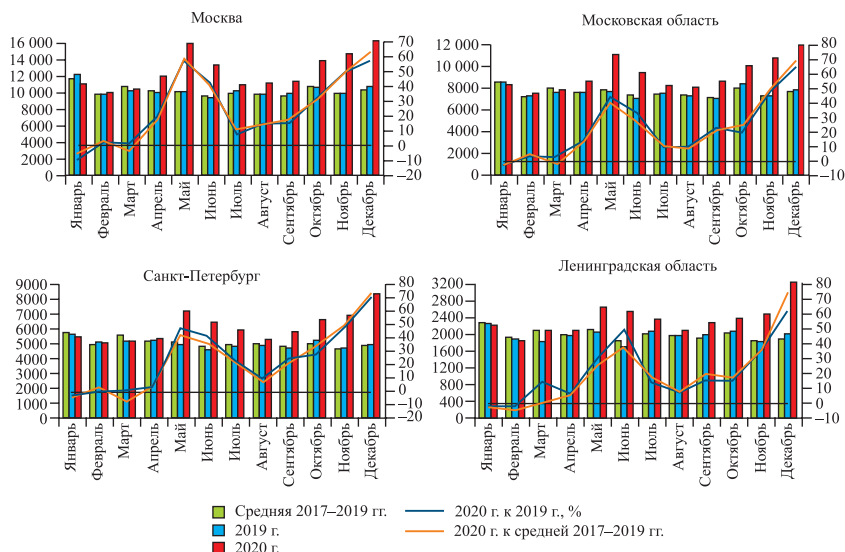 Москва
16 000
14 000
12 000
10 000
8000
6000
4000
2000
0
70
60
50
40
30
20
10
0
–10
–20
Январь
Февраль
Март
Апрель
Май
Июнь
Июль
Август
Сентябрь
Октябрь
Ноябрь
Декабрь
Московская область
12 000
10 000
8000
6000
4000
2000
0
80
70
60
50
40
30
20
10
0
–10
Январь
Февраль
Март
Апрель
Май
Июнь
Июль
Август
Сентябрь
Октябрь
Ноябрь
Декабрь
Санкт-Петербург
9000
8000
7000
6000
5000
4000
3000
2000
1000
0
80
70
60
50
40
30
20
10
0
–10
–20
Январь
Февраль
Март
Апрель
Май
Июнь
Июль
Август
Сентябрь
Октябрь
Ноябрь
Декабрь
Ленинградская область
3200
2800
2400
2000
1600
1200
800
400
0
80
70
60
50
40
30
20
10
0
–10
Январь
Февраль
Март
Апрель
Май
Июнь
Июль
Август
Сентябрь
Октябрь
Ноябрь
Декабрь
Средняя 2017–2019 гг.
2019 г.
2020 г.
2020 г. к 2019 г., %
2020 г. к средней 2017–2019 гг.